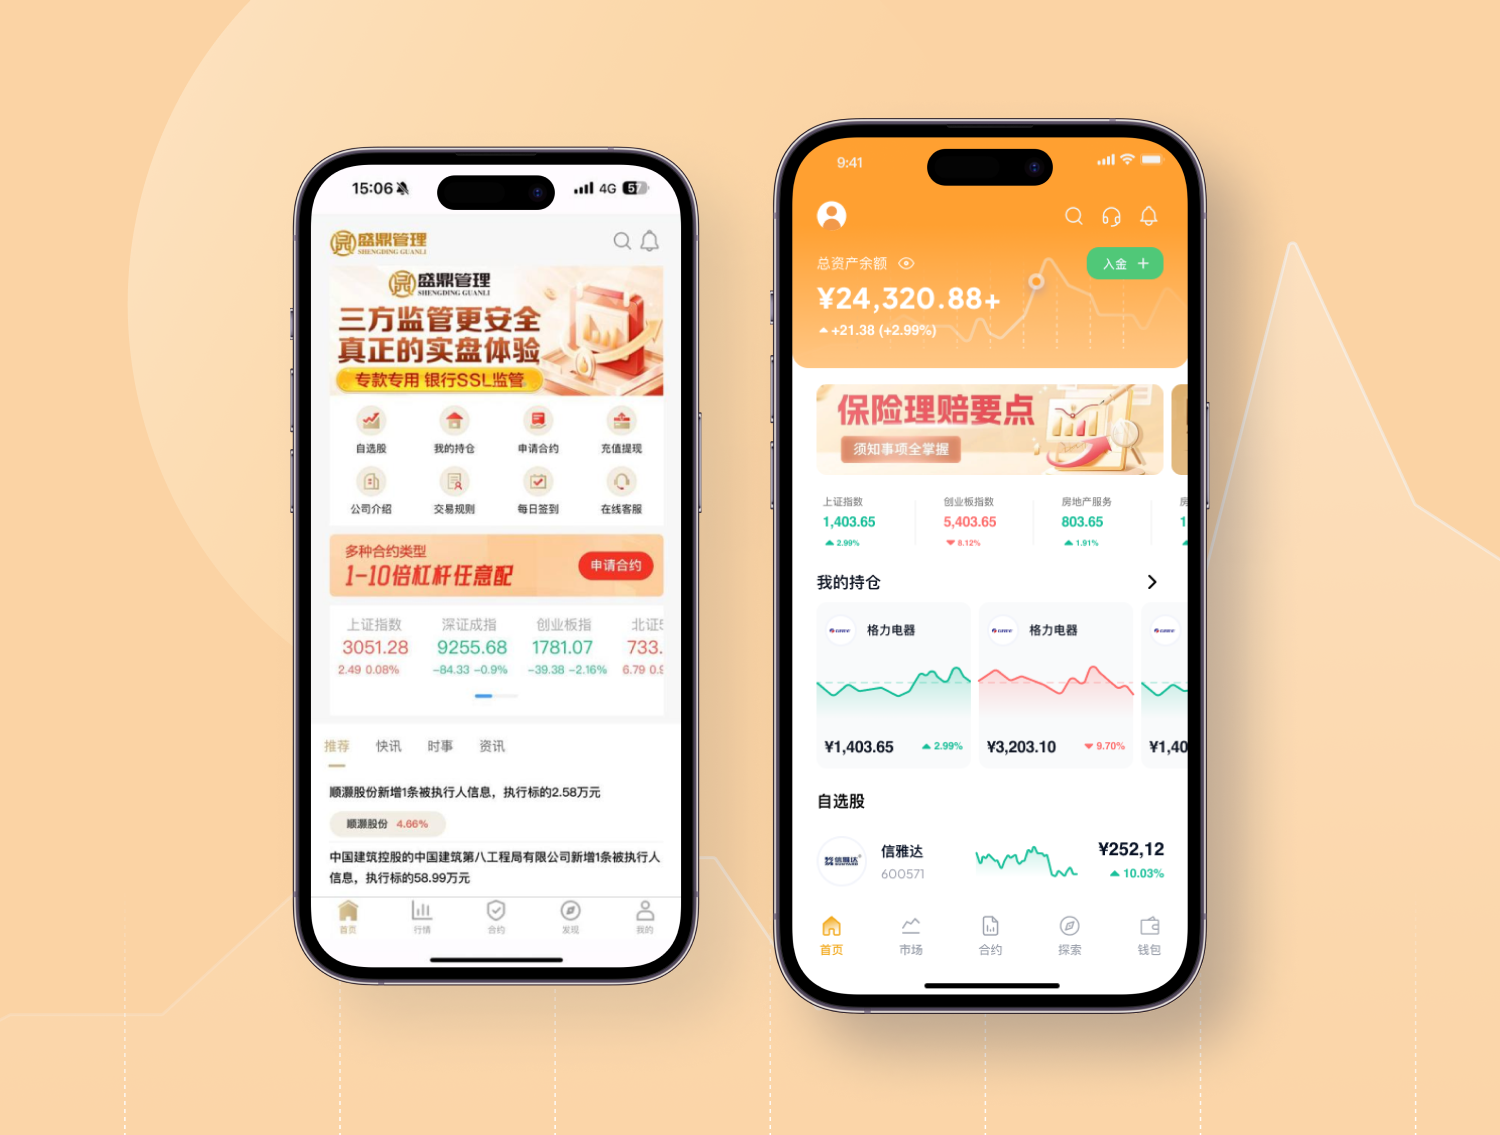 15:06
4G
57
盛鼎管理
SHENGDING GUANLI
盛鼎管理
SHENGDING GUANLI
三方监管更安全
真正的实盘体验
专款专用 银行SSL监管
自选股
我的持仓
申请合约
充值提现
公司介绍
交易规则
每日签到
在线客服
多种合约类型
1-10倍杠杆任意配
申请合约
上证指数
深证成指
创业板指
北证5
3051.28
9255.68
1781.07
733.
2.49 0.08%
-84.33 -0.9%
-39.38 -2.16%
6.79 0.9
推荐
快讯
时事
资讯
顺灏股份新增1条被执行人信息，执行标的2.58万元
顺灏股份 4.66%
中国建筑控股的中国建筑第八工程局有限公司新增1条被执行人
信息，执行标的58.99万元
首页
行情
合约
发现
我的
9:41
总资产余额
入金 +
¥24,320.88+
+21.38 (+2.99%)
保险理赔要点
须知事项全掌握
上证指数
创业板指数
房地产服务
1,403.65
5,403.65
803.65
1
2.99%
8.12%
1.91%
我的持仓
GREE
格力电器
GREE
格力电器
GREE
¥1,403.65
2.99%
¥3,203.10
9.70%
¥1,40
自选股
信雅达
信雅达
600571
¥252,12
10.03%
首页
市场
合约
探索
钱包